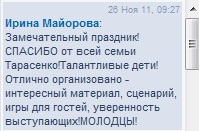 26 Ноя 11, 09:27
Ирина Майорова:
Замечательный праздник!
СПАСИБО от всей семьи
Тарасенко!Талантливые дети!
Отлично организовано -
интересный материал, сценарий,
игры для гостей, уверенность
выступающих!МОЛОДЦЫ!